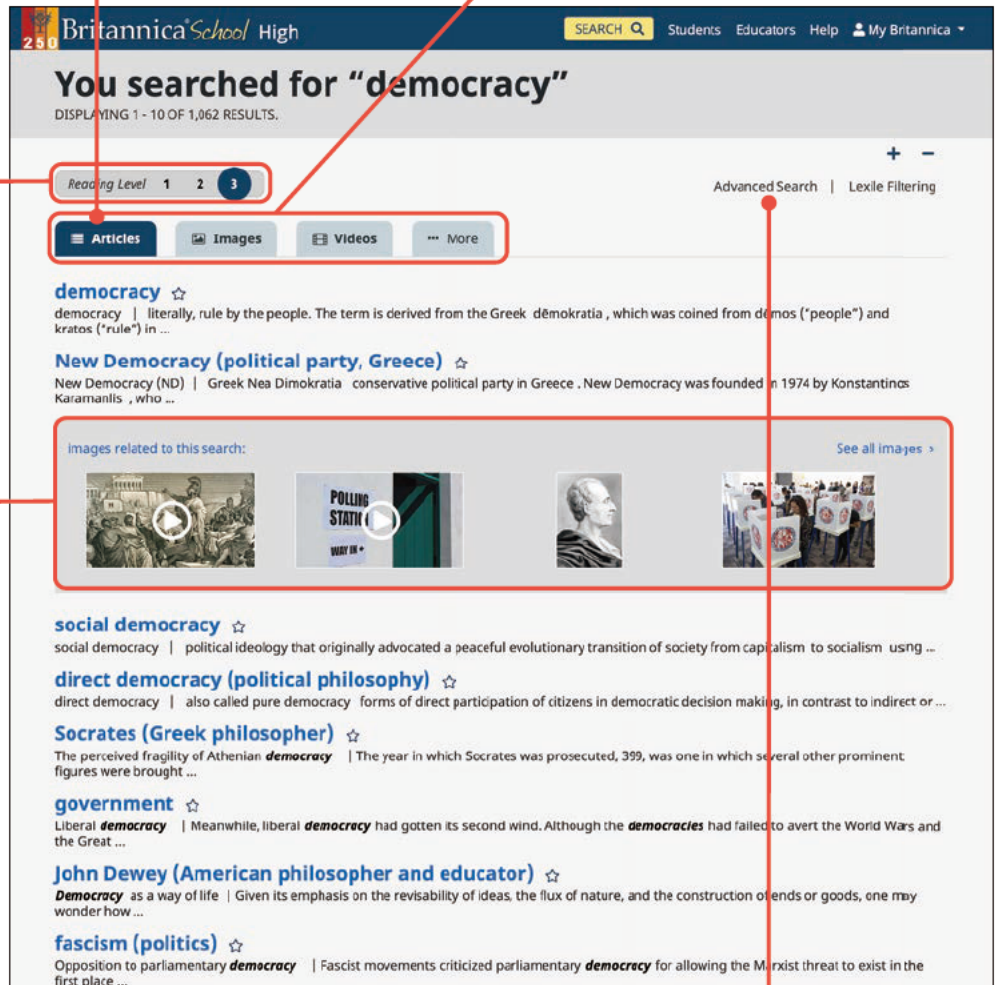 250 Britannica School High
SEARCH Students Educators Help My Britannica
You searched for “democracy”
DISPLAYING 1 - 10 OF 1,062 RESULTS.
+ −
Reading Level 1 2 3
Advanced Search | Lexile Filtering
Articles Images Videos ••• More
democracy
democracy | literally, rule by the people. The term is derived from the Greek dēmokratia , which was coined from dēmos (“people”) and
kratos (“rule”) in ...
New Democracy (political party, Greece)
New Democracy (ND) | Greek Nea Dimokratia conservative political party in Greece . New Democracy was founded in 1974 by Konstantinos
Karamanlis , who ...
images related to this search:
See all images ›
POLLING
STATION
WAY IN
social democracy
social democracy | political ideology that originally advocated a peaceful evolutionary transition of society from capitalism to socialism using ...
direct democracy (political philosophy)
direct democracy | also called pure democracy forms of direct participation of citizens in democratic decision making, in contrast to indirect or ...
Socrates (Greek philosopher)
The perceived fragility of Athenian democracy | The year in which Socrates was prosecuted, 399, was one in which several other prominent
figures were brought ...
government
Liberal democracy | Meanwhile, liberal democracy had gotten its second wind. Although the democracies had failed to avert the World Wars and
the Great ...
John Dewey (American philosopher and educator)
Democracy as a way of life | Given its emphasis on the revisability of ideas, the flux of nature, and the construction of ends or goods, one may
wonder how ...
fascism (politics)
Opposition to parliamentary democracy | Fascist movements criticized parliamentary democracy for allowing the Marxist threat to exist in the
first place ...